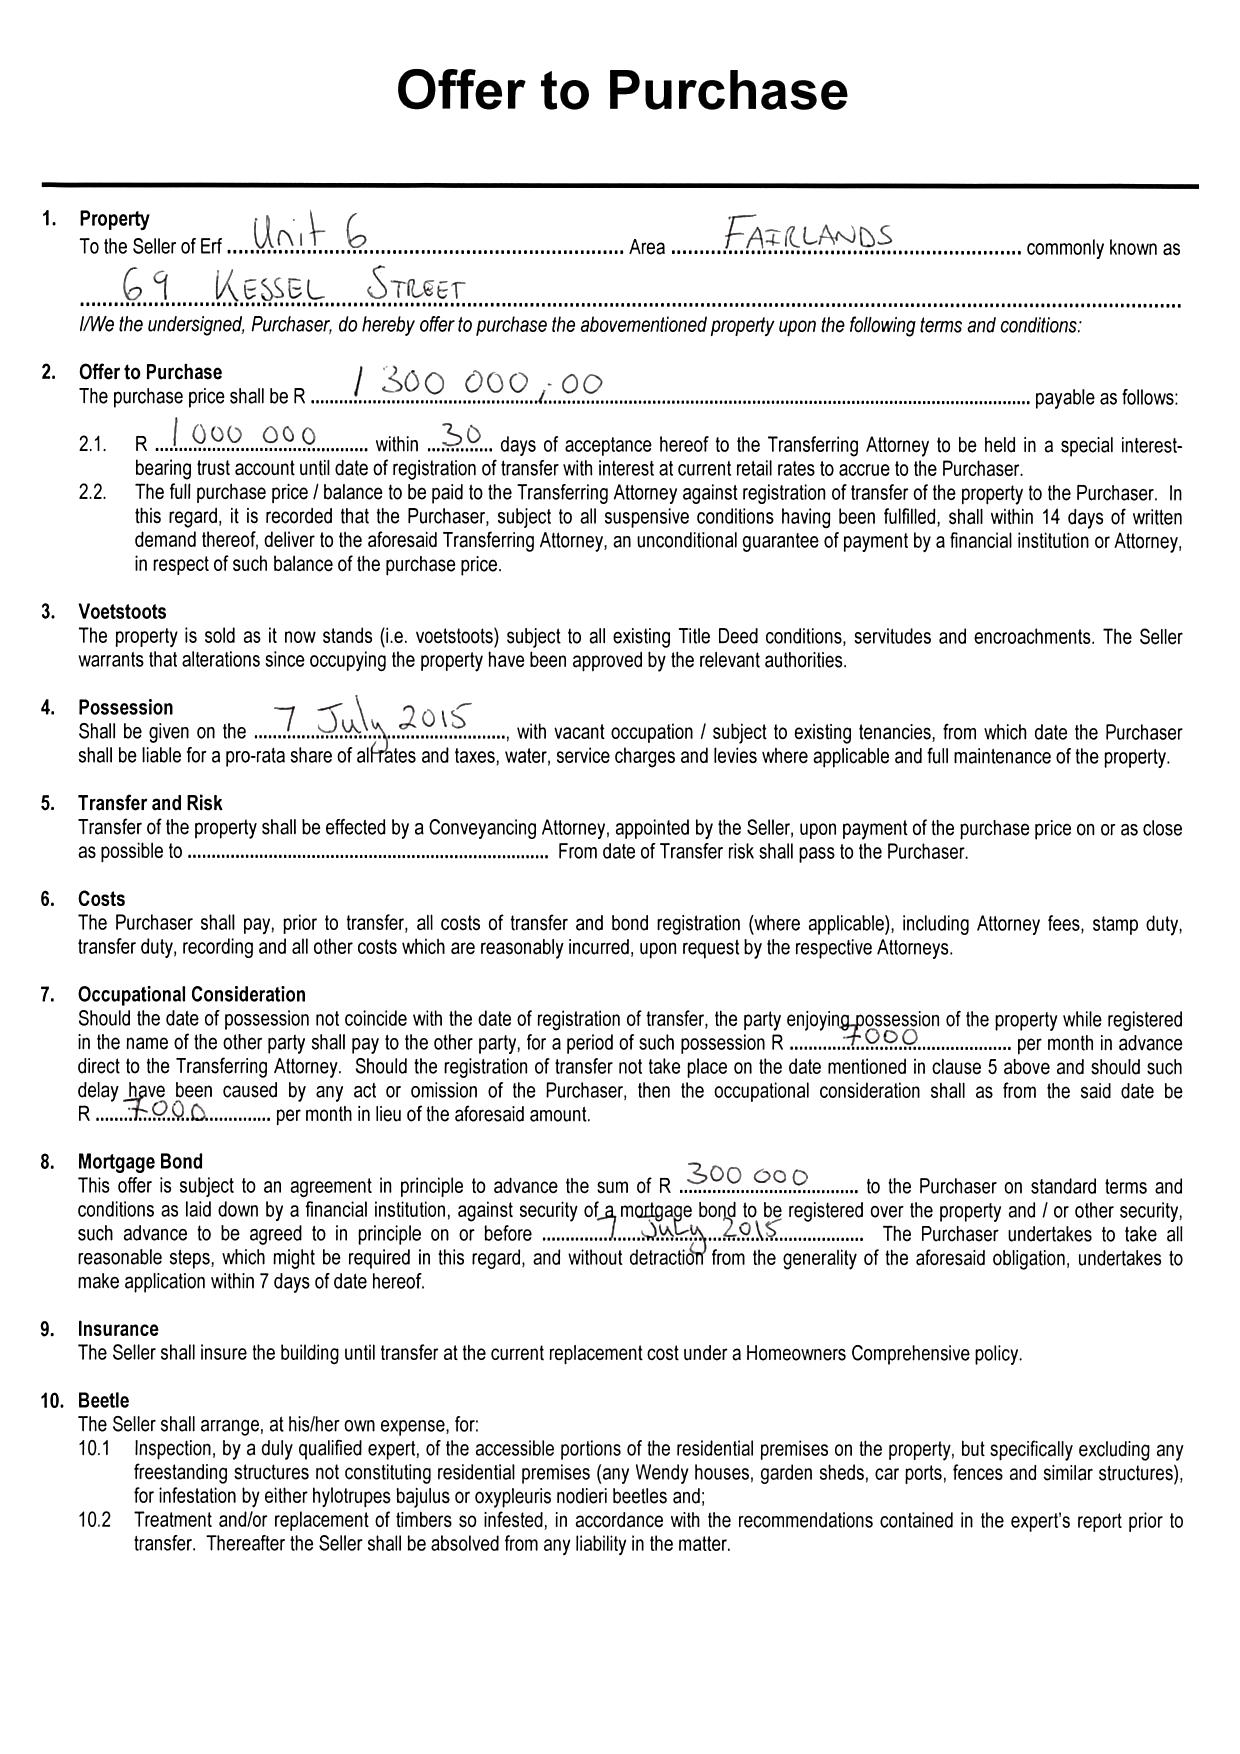 Offer to Purchase
1. Property
To the Seller of Erf Unit 6 Area FAIRLANDS commonly known as
69 KESSEL STREET
I/We the undersigned, Purchaser, do hereby offer to purchase the abovementioned property upon the following terms and conditions:
2. Offer to Purchase
The purchase price shall be R 1 300 000,-00 payable as follows:
2.1. R 1 000 000 within 30 days of acceptance hereof to the Transferring Attorney to be held in a special interest-
bearing trust account until date of registration of transfer with interest at current retail rates to accrue to the Purchaser.
2.2. The full purchase price / balance to be paid to the Transferring Attorney against registration of transfer of the property to the Purchaser. In
this regard, it is recorded that the Purchaser, subject to all suspensive conditions having been fulfilled, shall within 14 days of written
demand thereof, deliver to the aforesaid Transferring Attorney, an unconditional guarantee of payment by a financial institution or Attorney,
in respect of such balance of the purchase price.
3. Voetstoots
The property is sold as it now stands (i.e. voetstoots) subject to all existing Title Deed conditions, servitudes and encroachments. The Seller
warrants that alterations since occupying the property have been approved by the relevant authorities.
4. Possession
Shall be given on the 7 July 2015, with vacant occupation / subject to existing tenancies, from which date the Purchaser
shall be liable for a pro-rata share of all rates and taxes, water, service charges and levies where applicable and full maintenance of the property.
5. Transfer and Risk
Transfer of the property shall be effected by a Conveyancing Attorney, appointed by the Seller, upon payment of the purchase price on or as close
as possible to ........ From date of Transfer risk shall pass to the Purchaser.
6. Costs
The Purchaser shall pay, prior to transfer, all costs of transfer and bond registration (where applicable), including Attorney fees, stamp duty,
transfer duty, recording and all other costs which are reasonably incurred, upon request by the respective Attorneys.
7. Occupational Consideration
Should the date of possession not coincide with the date of registration of transfer, the party enjoying possession of the property while registered
in the name of the other party shall pay to the other party, for a period of such possession R 7000 per month in advance
direct to the Transferring Attorney. Should the registration of transfer not take place on the date mentioned in clause 5 above and should such
delay have been caused by any act or omission of the Purchaser, then the occupational consideration shall as from the said date be
R 7000 per month in lieu of the aforesaid amount.
8. Mortgage Bond
This offer is subject to an agreement in principle to advance the sum of R 300 000 to the Purchaser on standard terms and
conditions as laid down by a financial institution, against security of a mortgage bond to be registered over the property and / or other security,
such advance to be agreed to in principle on or before 7 July 2015 The Purchaser undertakes to take all
reasonable steps, which might be required in this regard, and without detraction from the generality of the aforesaid obligation, undertakes to
make application within 7 days of date hereof.
9. Insurance
The Seller shall insure the building until transfer at the current replacement cost under a Homeowners Comprehensive policy.
10. Beetle
The Seller shall arrange, at his/her own expense, for:
10.1 Inspection, by a duly qualified expert, of the accessible portions of the residential premises on the property, but specifically excluding any
freestanding structures not constituting residential premises (any Wendy houses, garden sheds, car ports, fences and similar structures),
for infestation by either hylotrupes bajulus or oxypleuris nodieri beetles and;
10.2 Treatment and/or replacement of timbers so infested, in accordance with the recommendations contained in the expert's report prior to
transfer. Thereafter the Seller shall be absolved from any liability in the matter.